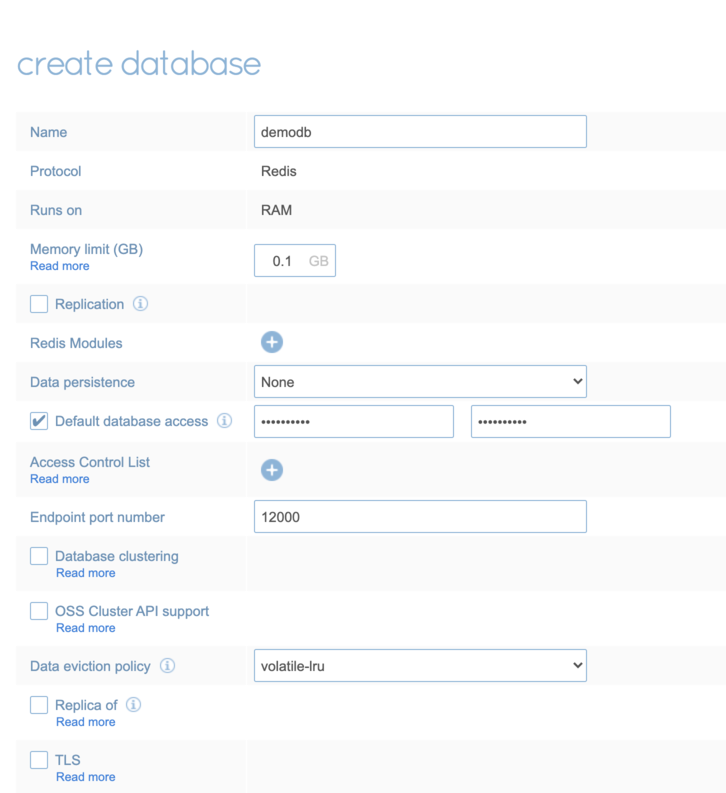 create database
Name demodb
Protocol Redis
Runs on RAM
Memory limit (GB)
Read more
0.1 GB
Replication
Redis Modules
Data persistence None
Default database access •••••••••• ••••••••••
Access Control List
Read more
Endpoint port number 12000
Database clustering
Read more
OSS Cluster API support
Read more
Data eviction policy volatile-lru
Replica of
Read more
TLS
Read more